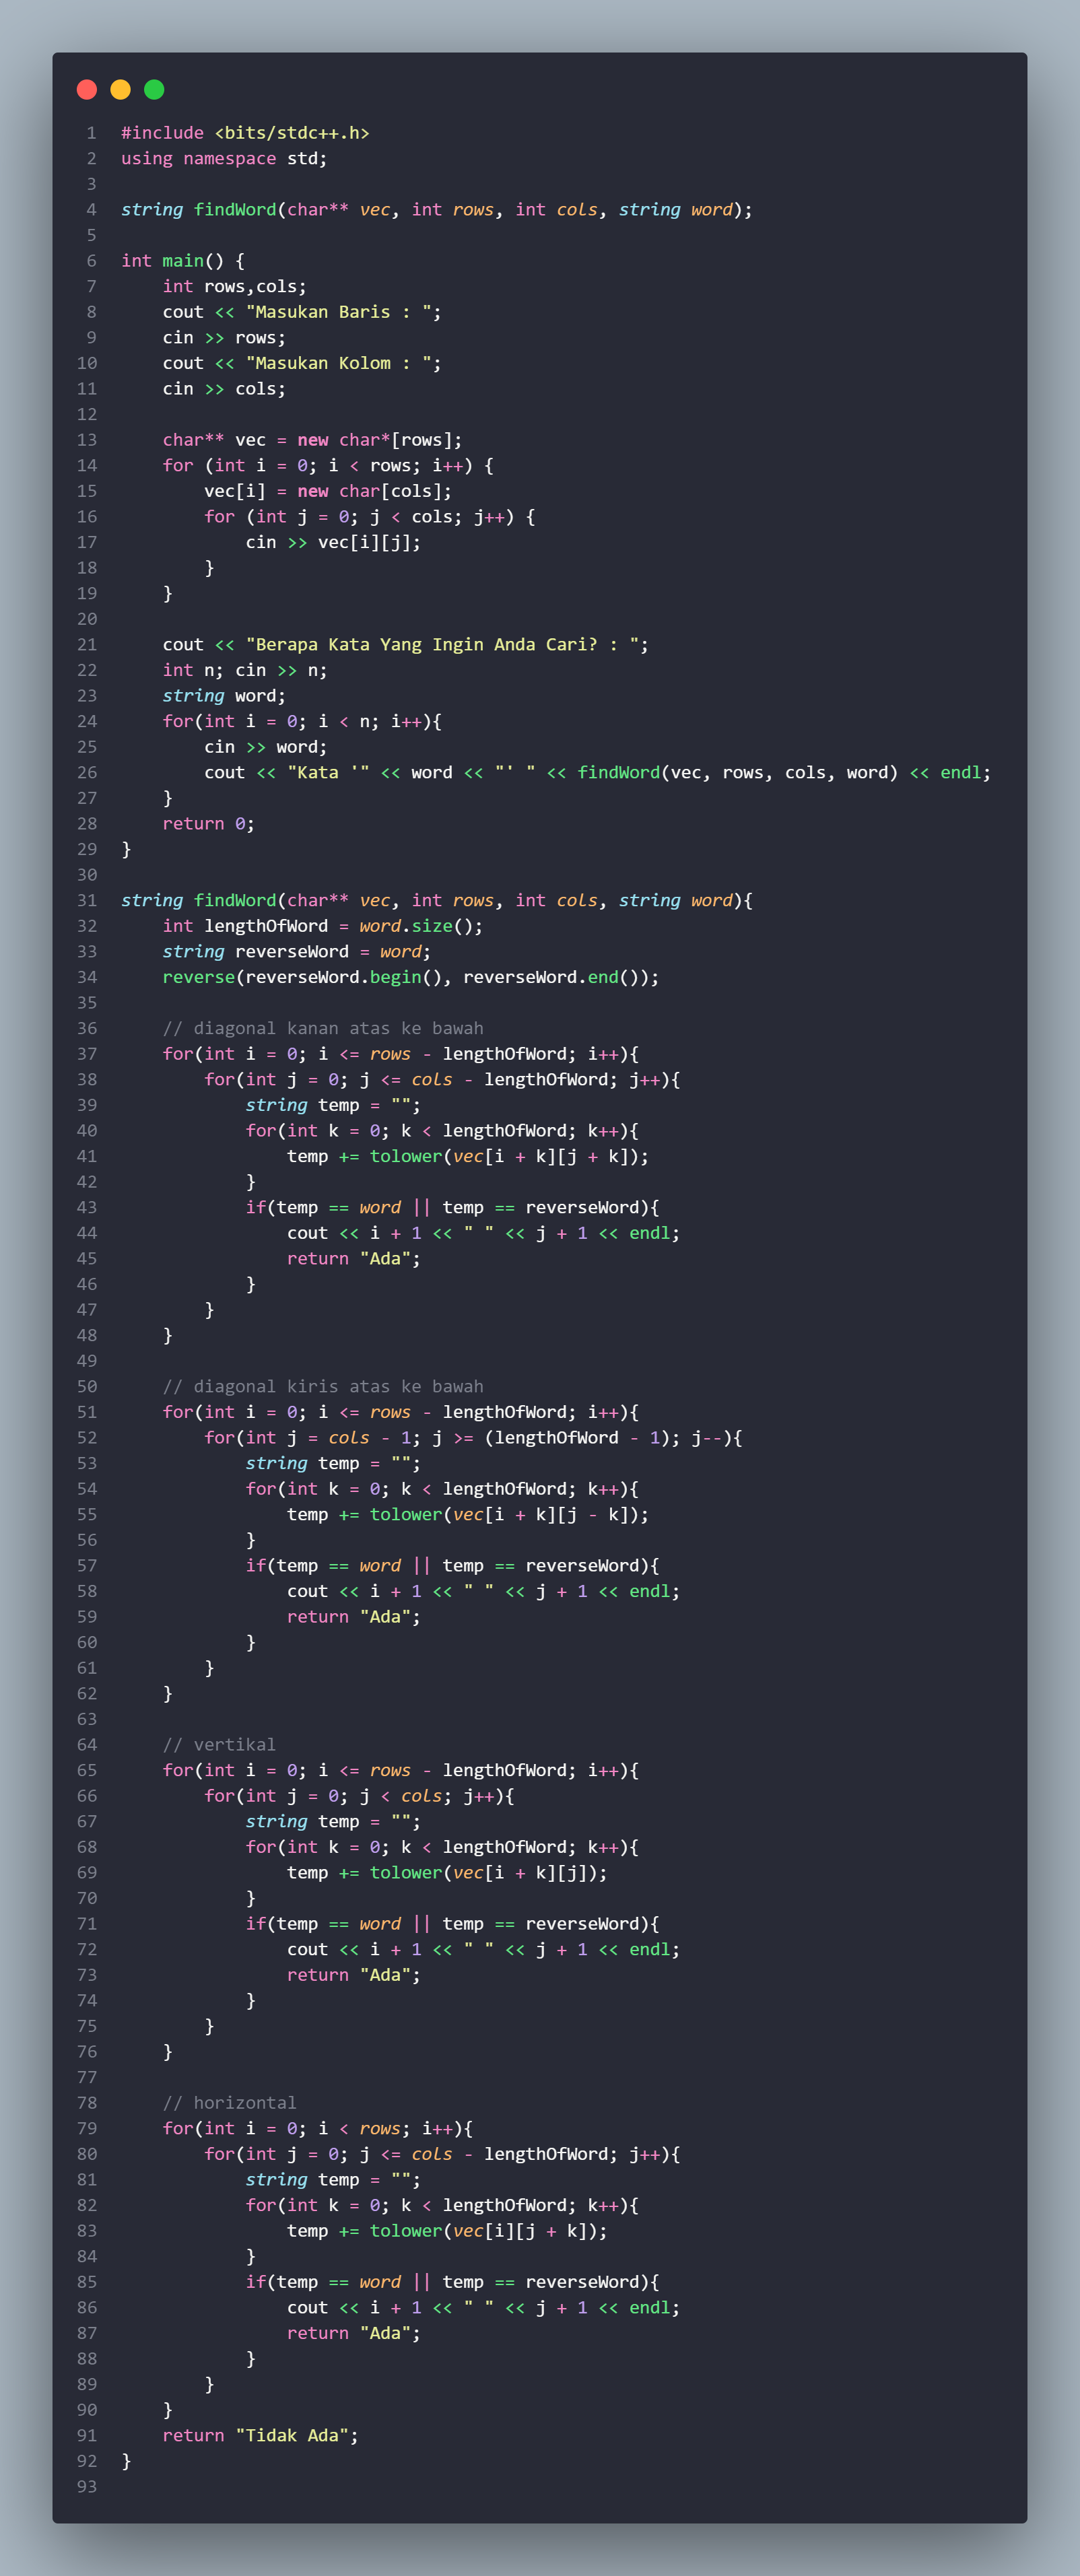 1 #include <bits/stdc++.h>
2 using namespace std;
3
4 string findWord(char** vec, int rows, int cols, string word);
5
6 int main() {
7     int rows,cols;
8     cout << "Masukan Baris : ";
9     cin >> rows;
10     cout << "Masukan Kolom : ";
11     cin >> cols;
12
13     char** vec = new char*[rows];
14     for (int i = 0; i < rows; i++) {
15         vec[i] = new char[cols];
16         for (int j = 0; j < cols; j++) {
17             cin >> vec[i][j];
18         }
19     }
20
21     cout << "Berapa Kata Yang Ingin Anda Cari? : ";
22     int n; cin >> n;
23     string word;
24     for(int i = 0; i < n; i++){
25         cin >> word;
26         cout << "Kata '" << word << "' " << findWord(vec, rows, cols, word) << endl;
27     }
28     return 0;
29 }
30
31 string findWord(char** vec, int rows, int cols, string word){
32     int lengthOfWord = word.size();
33     string reverseWord = word;
34     reverse(reverseWord.begin(), reverseWord.end());
35
36     // diagonal kanan atas ke bawah
37     for(int i = 0; i <= rows - lengthOfWord; i++){
38         for(int j = 0; j <= cols - lengthOfWord; j++){
39             string temp = "";
40             for(int k = 0; k < lengthOfWord; k++){
41                 temp += tolower(vec[i + k][j + k]);
42             }
43             if(temp == word || temp == reverseWord){
44                 cout << i + 1 << " " << j + 1 << endl;
45                 return "Ada";
46             }
47         }
48     }
49
50     // diagonal kiris atas ke bawah
51     for(int i = 0; i <= rows - lengthOfWord; i++){
52         for(int j = cols - 1; j >= (lengthOfWord - 1); j--){
53             string temp = "";
54             for(int k = 0; k < lengthOfWord; k++){
55                 temp += tolower(vec[i + k][j - k]);
56             }
57             if(temp == word || temp == reverseWord){
58                 cout << i + 1 << " " << j + 1 << endl;
59                 return "Ada";
60             }
61         }
62     }
63
64     // vertikal
65     for(int i = 0; i <= rows - lengthOfWord; i++){
66         for(int j = 0; j < cols; j++){
67             string temp = "";
68             for(int k = 0; k < lengthOfWord; k++){
69                 temp += tolower(vec[i + k][j]);
70             }
71             if(temp == word || temp == reverseWord){
72                 cout << i + 1 << " " << j + 1 << endl;
73                 return "Ada";
74             }
75         }
76     }
77
78     // horizontal
79     for(int i = 0; i < rows; i++){
80         for(int j = 0; j <= cols - lengthOfWord; j++){
81             string temp = "";
82             for(int k = 0; k < lengthOfWord; k++){
83                 temp += tolower(vec[i][j + k]);
84             }
85             if(temp == word || temp == reverseWord){
86                 cout << i + 1 << " " << j + 1 << endl;
87                 return "Ada";
88             }
89         }
90     }
91     return "Tidak Ada";
92 }
93